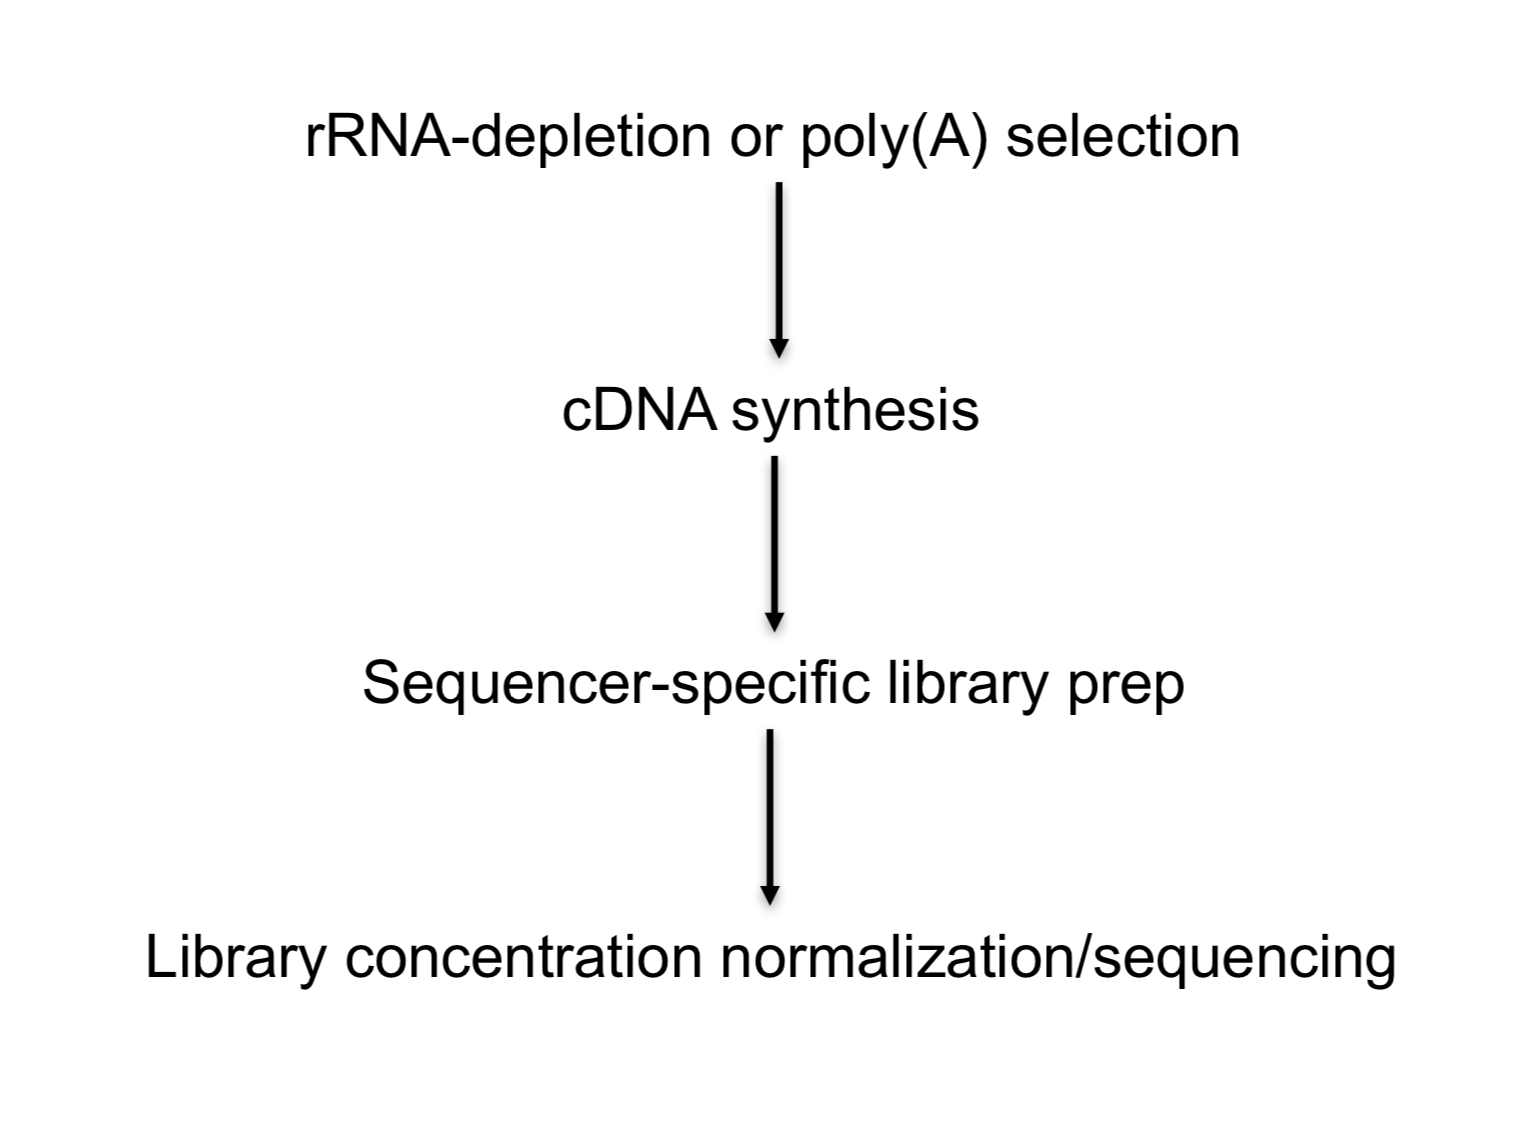 rRNA-depletion or poly(A) selection
cDNA synthesis
Sequencer-specific library prep
Library concentration normalization/sequencing